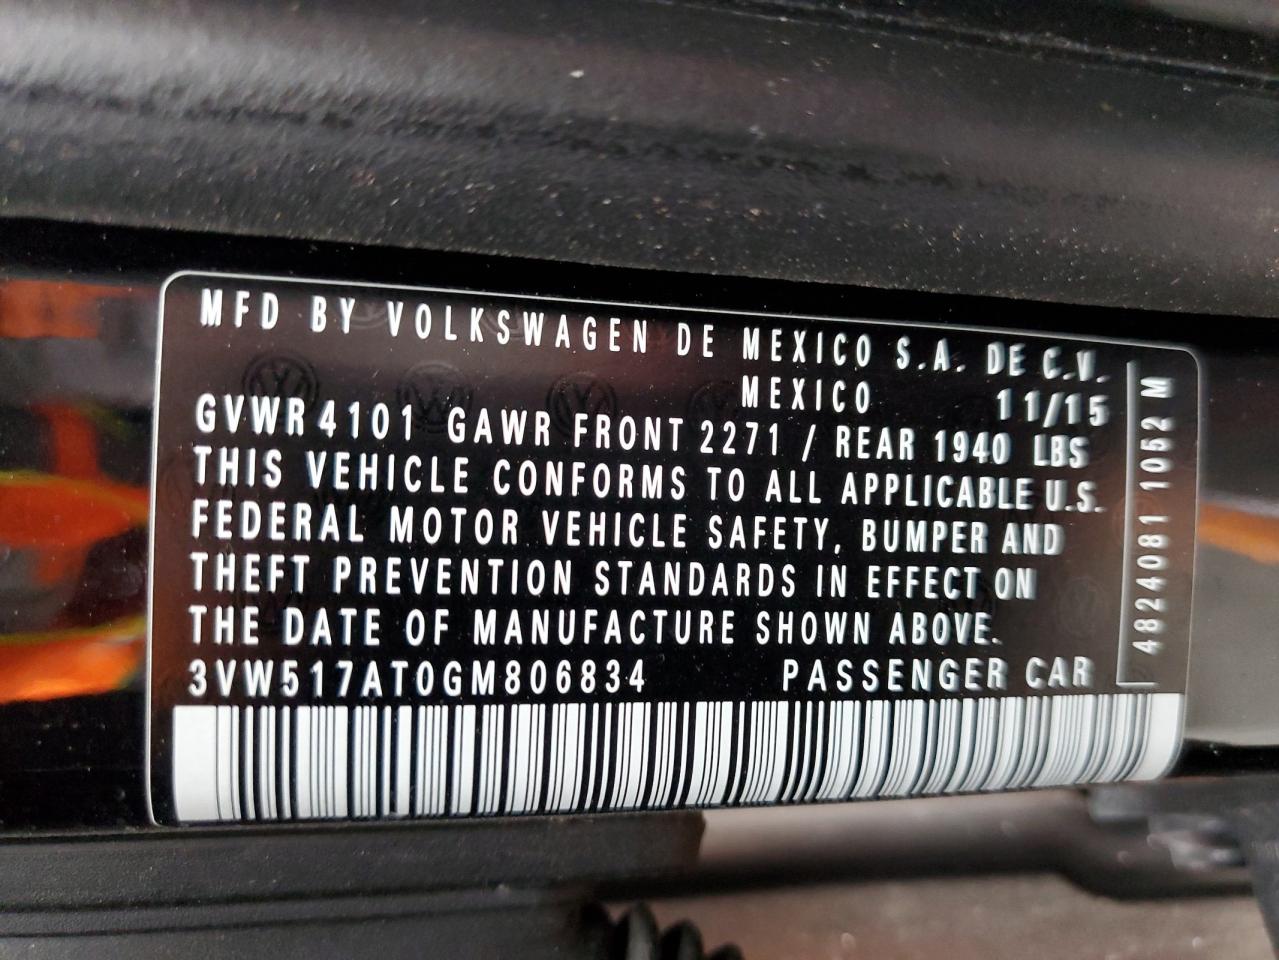 MFD BY VOLKSWAGEN DE MEXICO S.A. DE C.V.
MEXICO 11/15
GVWR 4101 GAWR FRONT 2271 / REAR 1940 LBS
THIS VEHICLE CONFORMS TO ALL APPLICABLE U.S.
FEDERAL MOTOR VEHICLE SAFETY, BUMPER AND
THEFT PREVENTION STANDARDS IN EFFECT ON
THE DATE OF MANUFACTURE SHOWN ABOVE.
3VW517AT0GM806834 PASSENGER CAR
4824081 1052 M